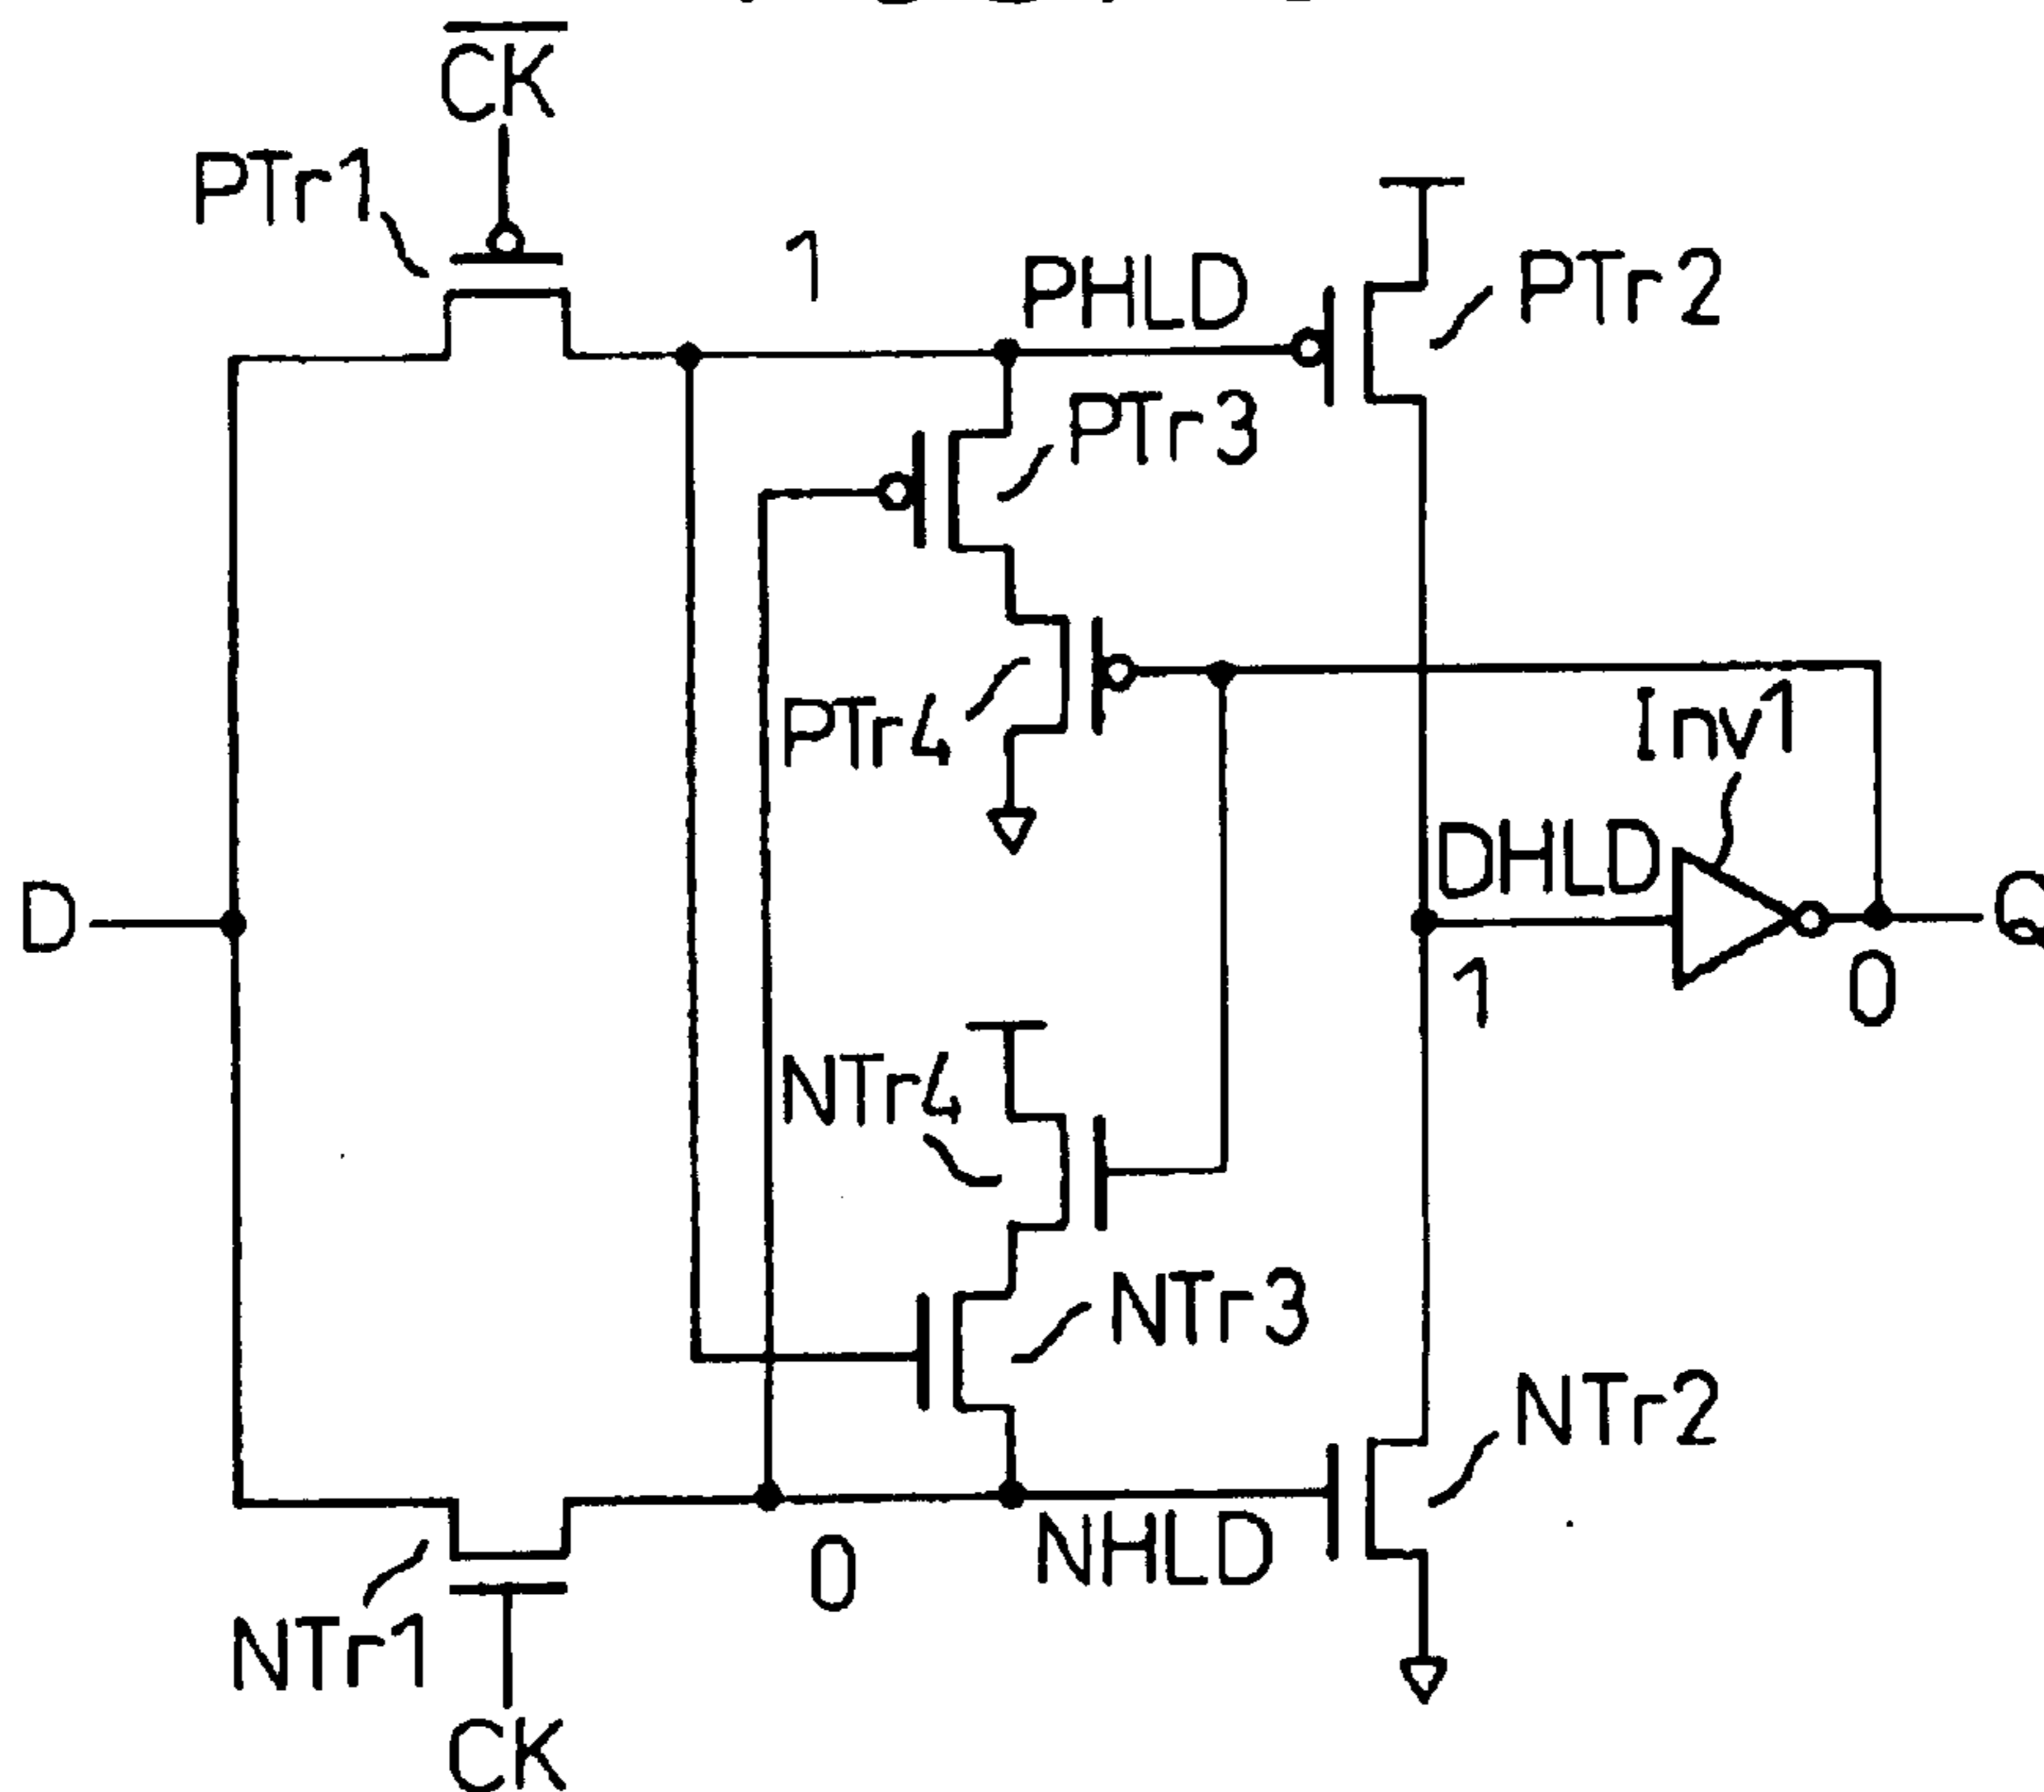 CK
PTr1
1
PHLD
PTr2
PTr3
PTr4
Inv1
DHLD
D
Q
1
0
NTr4
NTr3
NTr2
0
NHLD
NTr1
CK